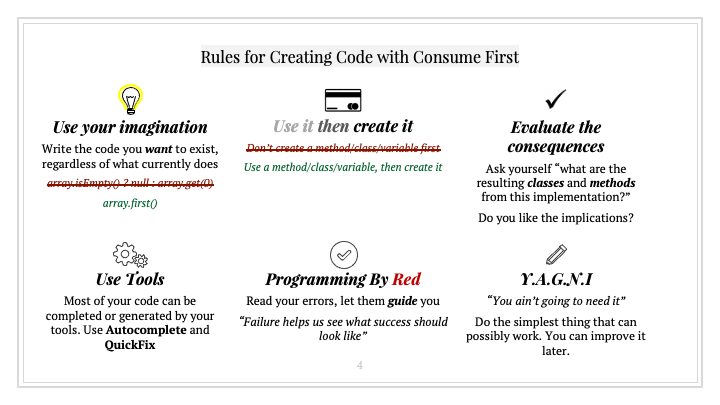 Rules for Creating Code with Consume First
Use your imagination
Write the code you want to exist,
regardless of what currently does
array.isEmpty() ? null : array.get(0)
array.first()
Use it then create it
Don't create a method/class/variable first
Use a method/class/variable, then create it
Evaluate the
consequences
Ask yourself “what are the
resulting classes and methods
from this implementation?”
Do you like the implications?
Use Tools
Most of your code can be
completed or generated by your
tools. Use Autocomplete and
QuickFix
Programming By Red
Read your errors, let them guide you
“Failure helps us see what success should
look like”
Y.A.G.N.I
“You ain’t going to need it”
Do the simplest thing that can
possibly work. You can improve it
later.
4